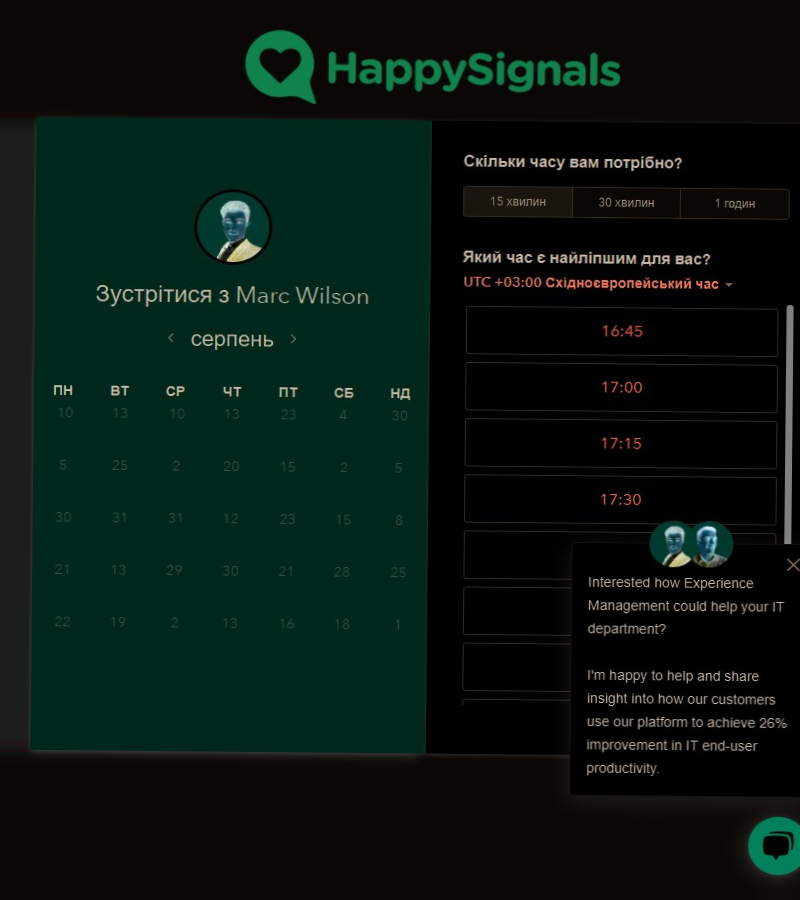 HappySignals
Зустрітися з Marc Wilson
серпень
ПН ВТ СР ЧТ ПТ СБ НД
10 13 10 13 23 4 30
5 25 2 20 15 2 5
30 31 31 12 23 15 8
21 13 29 30 21 28 25
22 19 2 13 16 18 1
Скільки часу вам потрібно?
15 хвилин 30 хвилин 1 годин
Який час є найліпшим для вас?
UTC +03:00 Східноєвропейський час
16:45
17:00
17:15
17:30
Interested how Experience
Management could help your IT
department?
I'm happy to help and share
insight into how our customers
use our platform to achieve 26%
improvement in IT end-user
productivity.